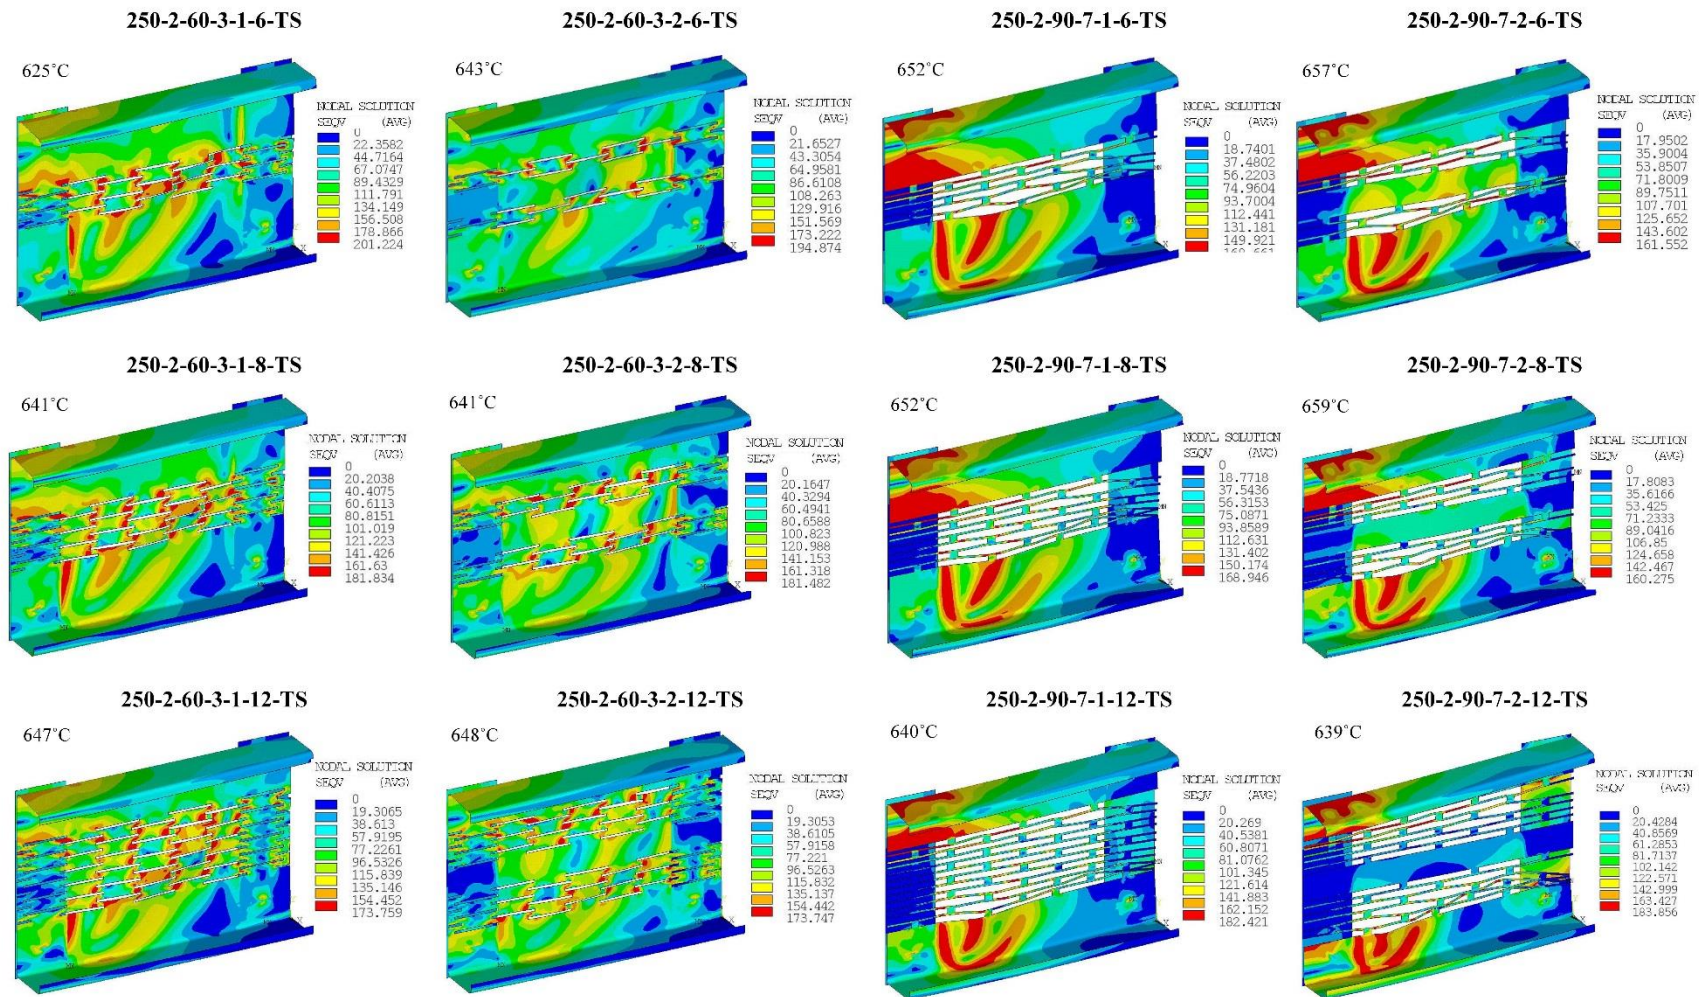 250-2-60-3-1-6-TS
625˚C
NODAL SOLUTION
SEQV (AVG)
0
22.3582
44.7164
67.0747
89.4329
111.791
134.149
156.508
178.866
201.224
250-2-60-3-2-6-TS
643˚C
NODAL SOLUTION
SEQV (AVG)
0
21.6527
43.3054
64.9581
86.6108
108.263
129.916
151.569
173.222
194.874
250-2-90-7-1-6-TS
652˚C
NODAL SOLUTION
SEQV (AVG)
0
18.7401
37.4802
56.2203
74.9604
93.7004
112.441
131.181
149.921
250-2-90-7-2-6-TS
657˚C
NODAL SOLUTION
SEQV (AVG)
0
17.9502
35.9004
53.8507
71.8009
89.7511
107.701
125.652
143.602
161.552
250-2-60-3-1-8-TS
641˚C
NODAL SOLUTION
SEQV (AVG)
0
20.2038
40.4075
60.6113
80.8151
101.019
121.223
141.426
161.63
181.834
250-2-60-3-2-8-TS
641˚C
NODAL SOLUTION
SEQV (AVG)
0
20.1647
40.3294
60.4941
80.6588
100.823
120.988
141.153
161.318
181.482
250-2-90-7-1-8-TS
652˚C
NODAL SOLUTION
SEQV (AVG)
0
18.7718
37.5436
56.3153
75.0871
93.8589
112.631
131.402
150.174
168.946
250-2-90-7-2-8-TS
659˚C
NODAL SOLUTION
SEQV (AVG)
0
17.8083
35.6166
53.425
71.2333
89.0416
106.85
124.658
142.467
160.275
250-2-60-3-1-12-TS
647˚C
NODAL SOLUTION
SEQV (AVG)
0
19.3065
38.613
57.9195
77.2261
96.5326
115.839
135.146
154.452
173.759
250-2-60-3-2-12-TS
648˚C
NODAL SOLUTION
SEQV (AVG)
0
19.3053
38.6105
57.9158
77.221
96.5263
115.832
135.137
154.442
173.747
250-2-90-7-1-12-TS
640˚C
NODAL SOLUTION
SEQV (AVG)
0
20.269
40.5381
60.8071
81.0762
101.345
121.614
141.883
162.152
182.421
250-2-90-7-2-12-TS
639˚C
NODAL SOLUTION
SEQV (AVG)
0
20.4284
40.8569
61.2853
81.7137
102.142
122.571
142.999
163.427
183.856